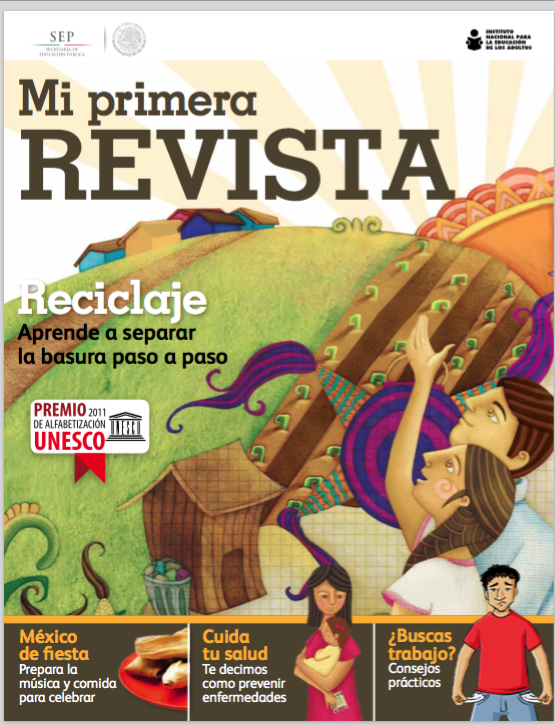 SEP
SECRETARÍA DE
EDUCACIÓN PÚBLICA
INSTITUTO
NACIONAL PARA
LA EDUCACIÓN
DE LOS ADULTOS
Mi primera
REVISTA
Reciclaje
Aprende a separar
la basura paso a paso
PREMIO 2011
DE ALFABETIZACIÓN
UNESCO
UNESCO
México
de fiesta
Prepara la
música y comida
para celebrar
Cuida
tu salud
Te decimos
como prevenir
enfermedades
¿Buscas
trabajo?
Consejos
prácticos